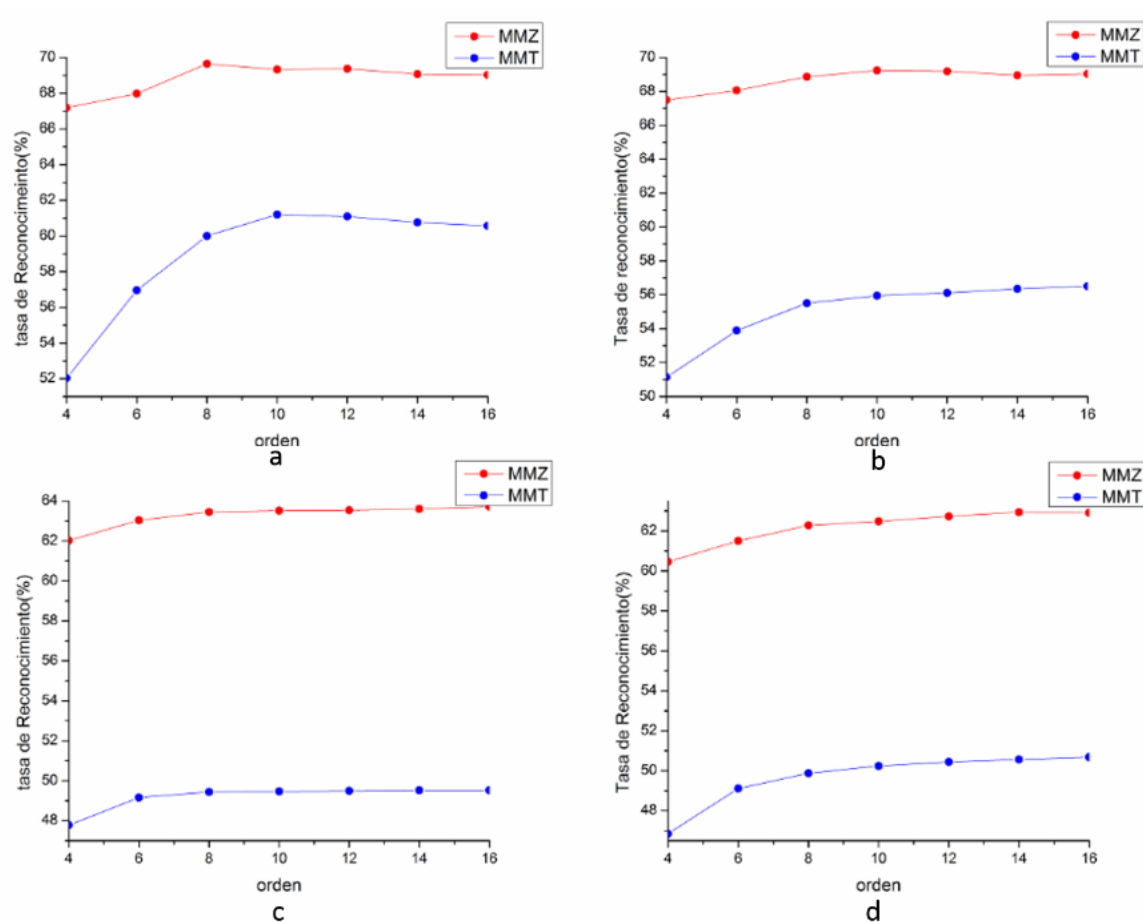 MMZ
MMT
70
68
66
64
62
60
58
56
54
52
tasa de Reconocimeinto(%)
4 6 8 10 12 14 16
orden
a
MMZ
MMT
70
68
66
64
62
60
58
56
54
52
50
Tasa de reconocimiento(%)
4 6 8 10 12 14 16
orden
b
MMZ
MMT
64
62
60
58
56
54
52
50
48
tasa de Reconocimiento(%)
4 6 8 10 12 14 16
orden
c
MMZ
MMT
62
60
58
56
54
52
50
48
Tasa de Reconocimiento(%)
4 6 8 10 12 14 16
orden
d